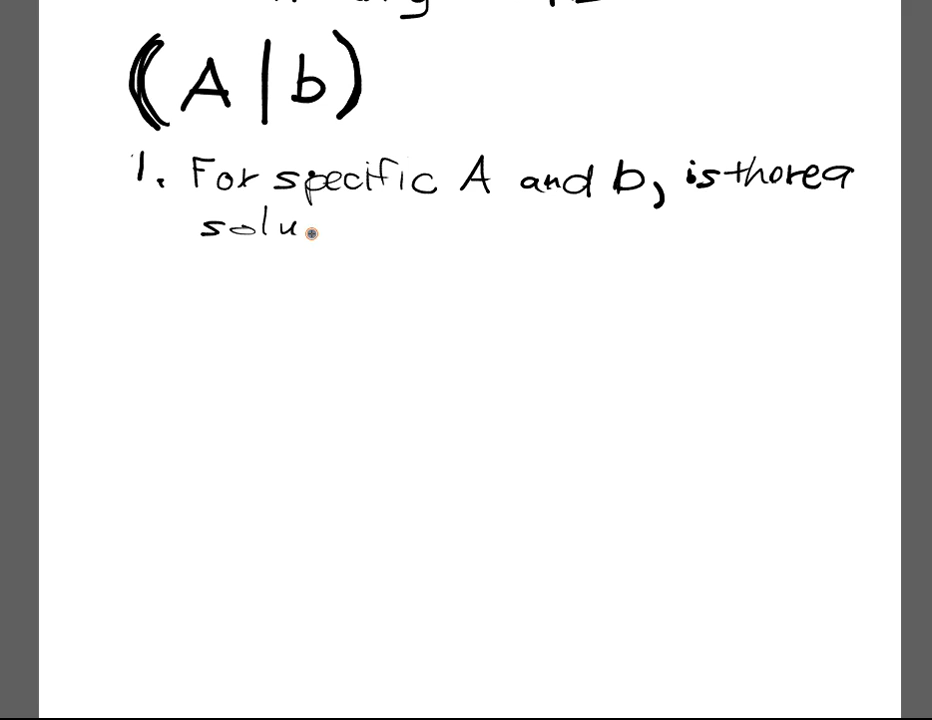 (A|b)
1. For specific A and b, is there a
solu